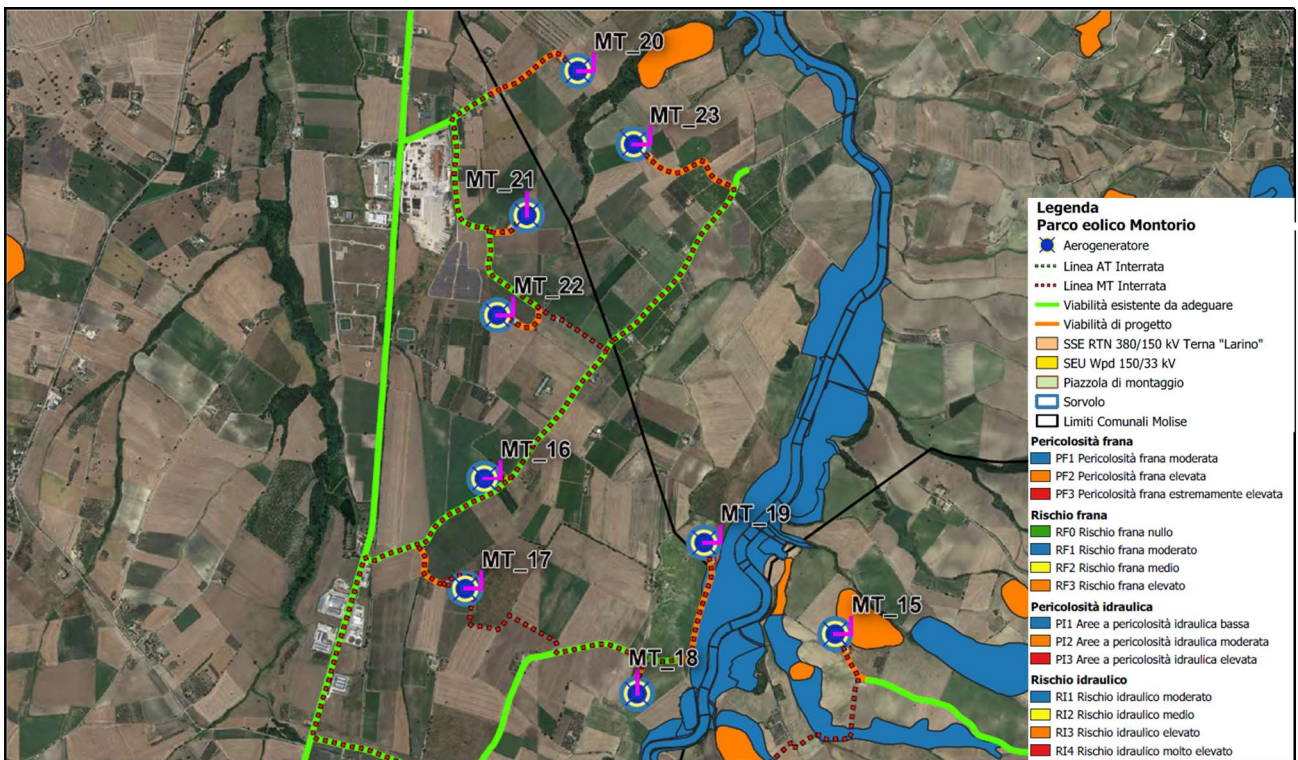 MT_20
MT_23
MT_21
MT_22
MT_16
MT_19
MT_17
MT_15
MT_18
Legenda
Parco eolico Montorio
Aerogeneratore
Linea AT Interrata
Linea MT Interrata
Viabilità esistente da adeguare
Viabilità di progetto
SSE RTN 380/150 kV Terna "Larino"
SEU Wpd 150/33 kV
Piazzola di montaggio
Sorvolo
Limiti Comunali Molise
Pericolosità frana
PF1 Pericolosità frana moderata
PF2 Pericolosità frana elevata
PF3 Pericolosità frana estremamente elevata
Rischio frana
RF0 Rischio frana nullo
RF1 Rischio frana moderato
RF2 Rischio frana medio
RF3 Rischio frana elevato
Pericolosità idraulica
PI1 Aree a pericolosità idraulica bassa
PI2 Aree a pericolosità idraulica moderata
PI3 Aree a pericolosità idraulica elevata
Rischio idraulico
RI1 Rischio idraulico moderato
RI2 Rischio idraulico medio
RI3 Rischio idraulico elevato
RI4 Rischio idraulico molto elevato